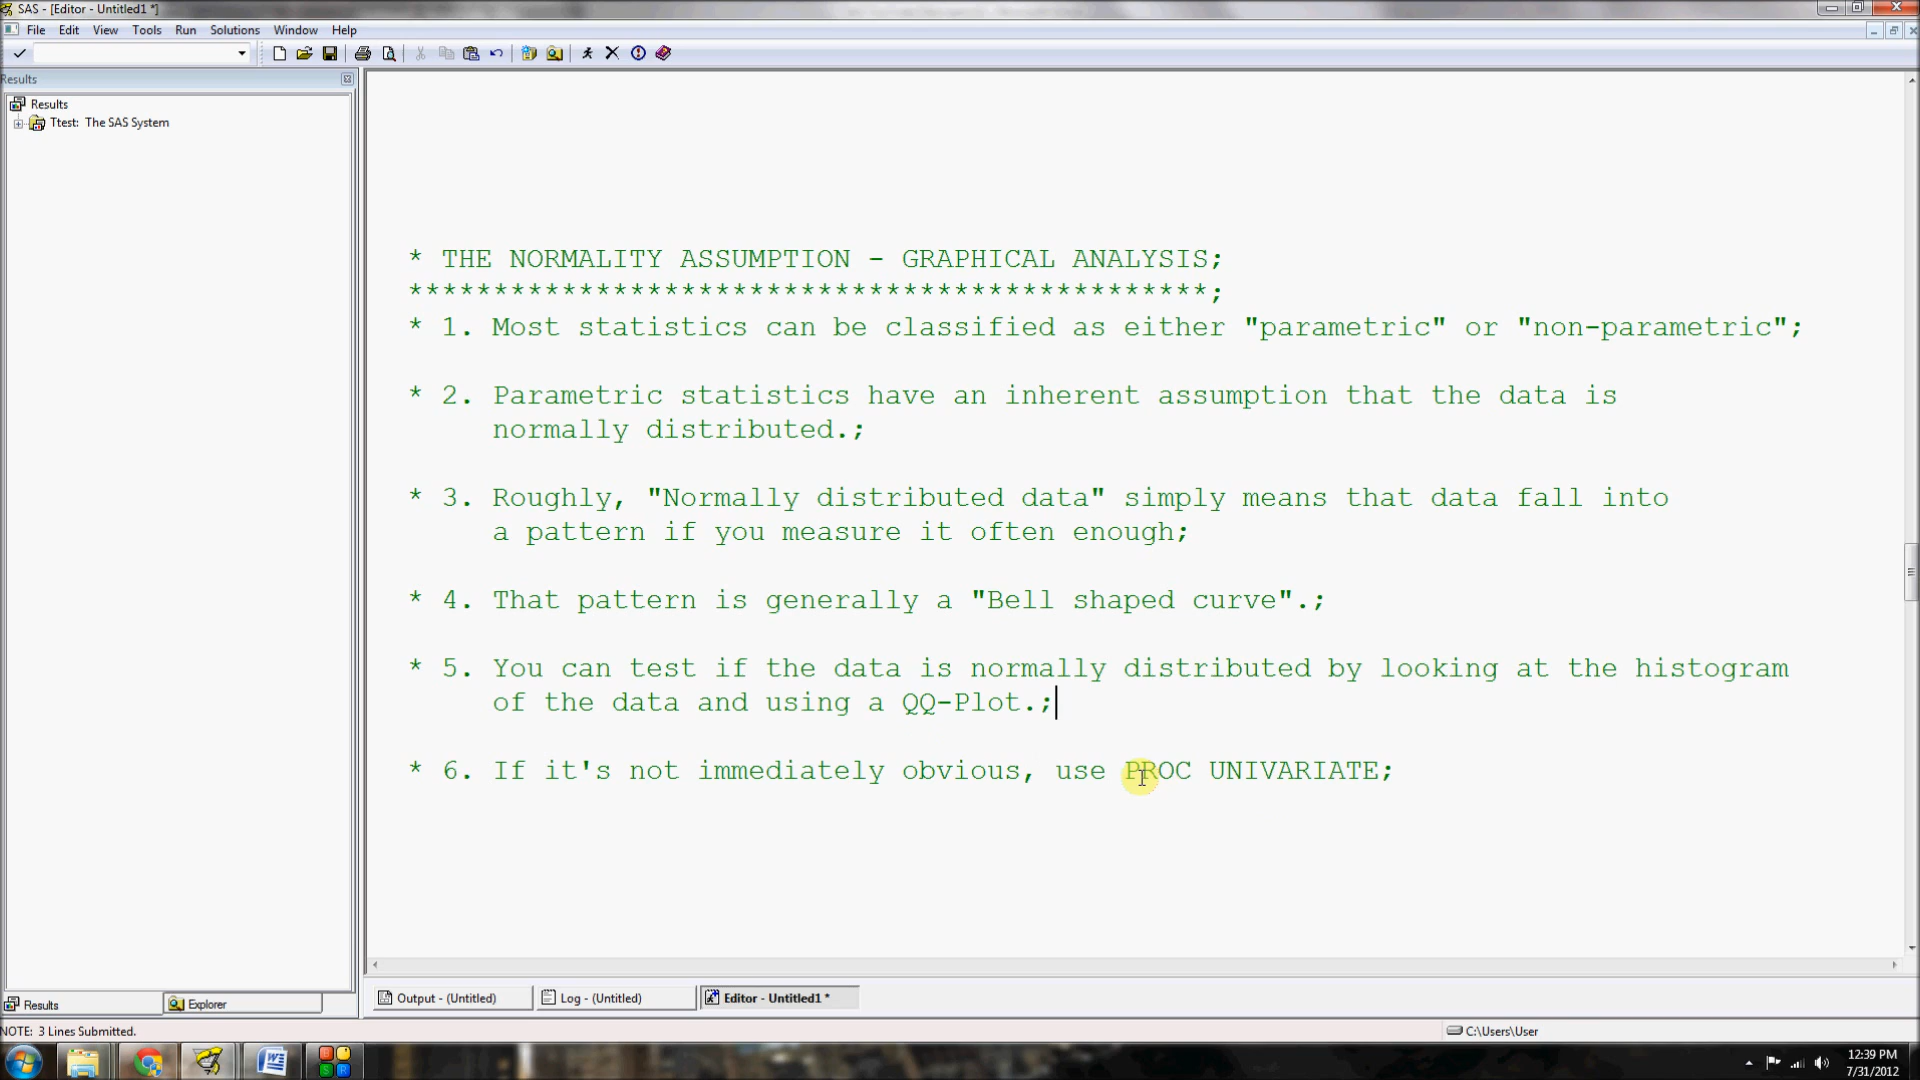 SAS - [Editor - Untitled1 *]
File Edit View Tools Run Solutions Window Help
Results
Results
Ttest: The SAS System
* THE NORMALITY ASSUMPTION - GRAPHICAL ANALYSIS;
***********************************************;
* 1. Most statistics can be classified as either "parametric" or "non-parametric";
* 2. Parametric statistics have an inherent assumption that the data is
normally distributed.;
* 3. Roughly, "Normally distributed data" simply means that data fall into
a pattern if you measure it often enough;
* 4. That pattern is generally a "Bell shaped curve".;
* 5. You can test if the data is normally distributed by looking at the histogram
of the data and using a QQ-Plot.;
* 6. If it's not immediately obvious, use PROC UNIVARIATE;
Results Explorer
Output - (Untitled) Log - (Untitled) Editor - Untitled1 *
NOTE: 3 Lines Submitted.
C:\Users\User
12:39 PM
7/31/2012